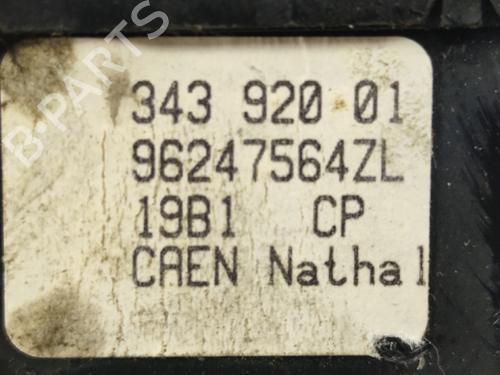 343 920 01
96247564ZL
19B1 CP
CAEN Nathal
B-PARTS